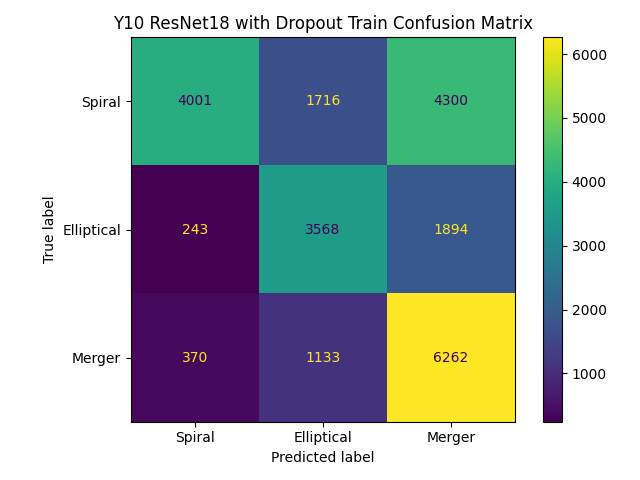 Y10 ResNet18 with Dropout Train Confusion Matrix
Spiral 4001 1716 4300
Elliptical 243 3568 1894
Merger 370 1133 6262
Spiral Elliptical Merger
Predicted label
True label
6000
5000
4000
3000
2000
1000